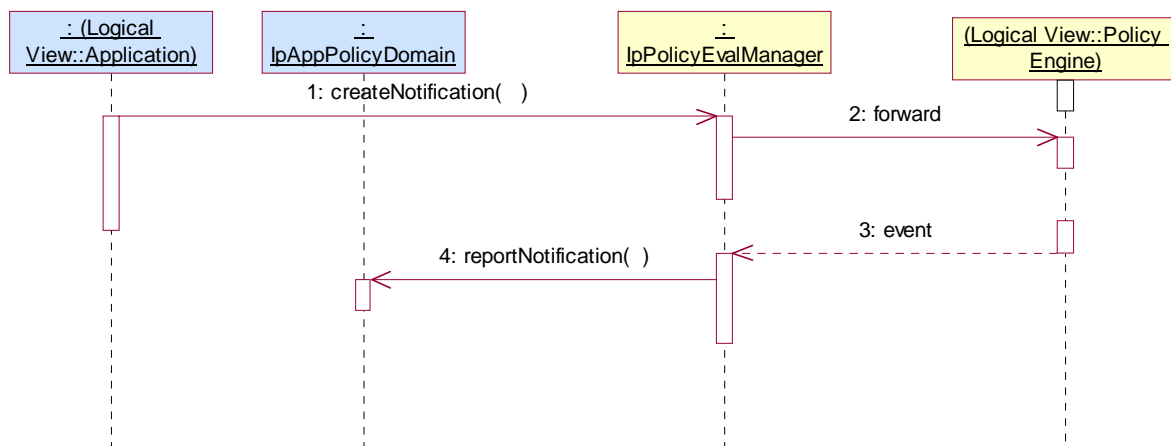 : (Logical
View::Application)
:
IpAppPolicyDomain
:
IpPolicyEvalManager
(Logical View::Policy
Engine)
1: createNotification(  )
2: forward
3: event
4: reportNotification(  )